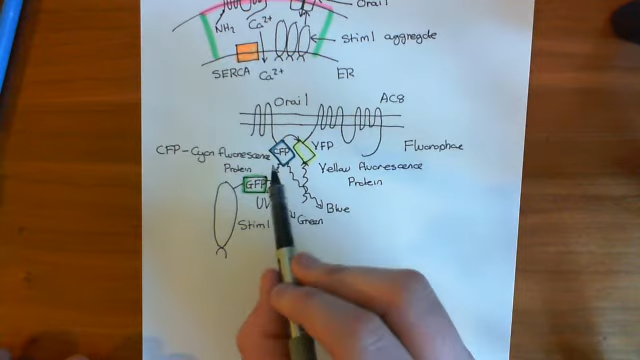 Orai1
NH2
Ca2+
Stim1 aggregate
SERCA
Ca2+
ER
Orai1
AC8
CFP-Cyan fluorescence
Protein
CFP
YFP
Fluorophore
Yellow fluorescence
Protein
GFP
UV
Blue
Stim1
Green